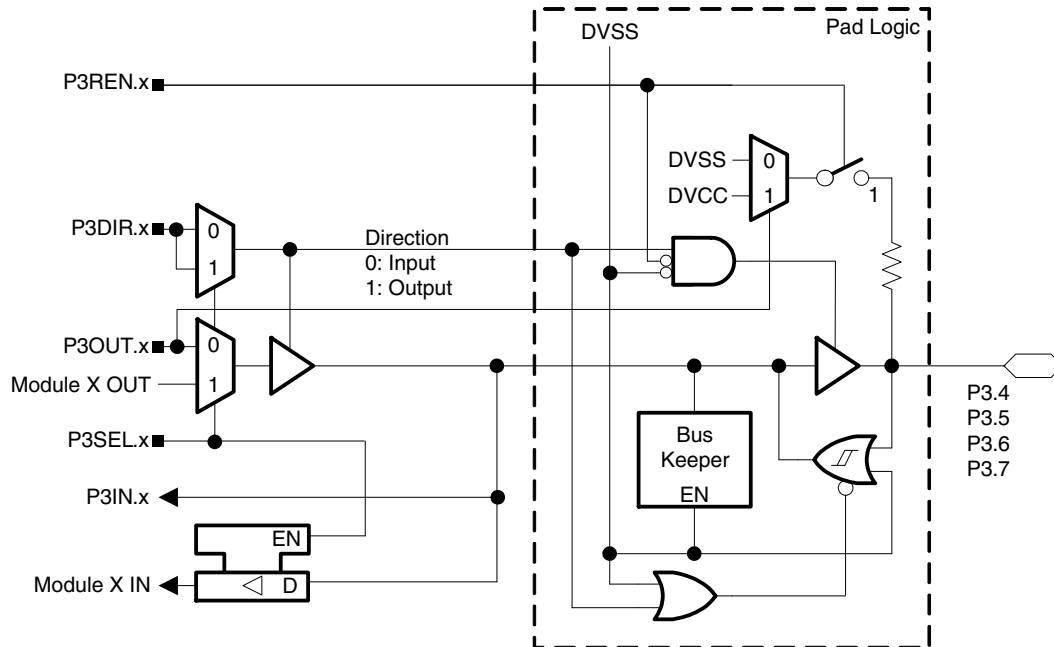 DVSS
Pad Logic
P3REN.x
DVSS
0
DVCC
1
1
P3DIR.x
0
1
Direction
0: Input
1: Output
P3OUT.x
0
Module X OUT
1
P3.4
P3.5
P3.6
P3.7
P3SEL.x
Bus
Keeper
EN
P3IN.x
EN
Module X IN
D